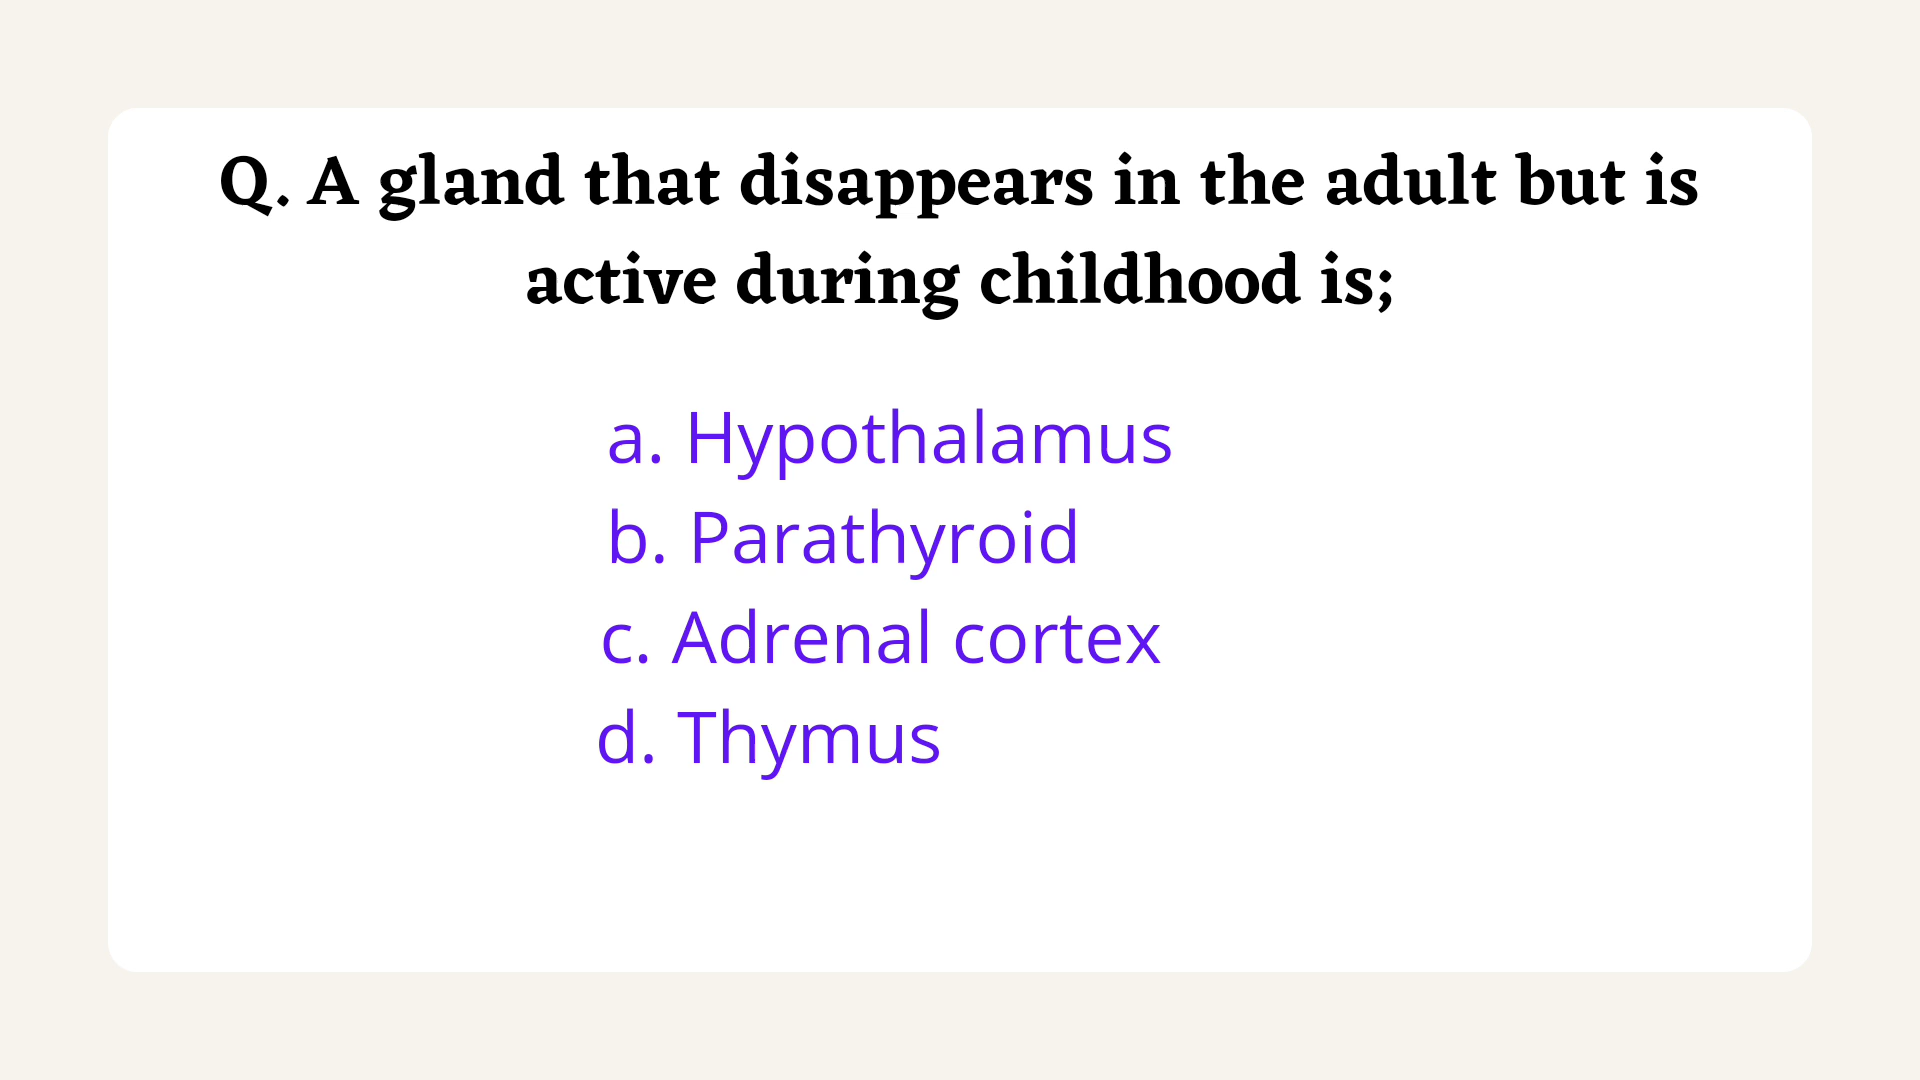 Q. A gland that disappears in the adult but is
active during childhood is;
a. Hypothalamus
b. Parathyroid
c. Adrenal cortex
d. Thymus